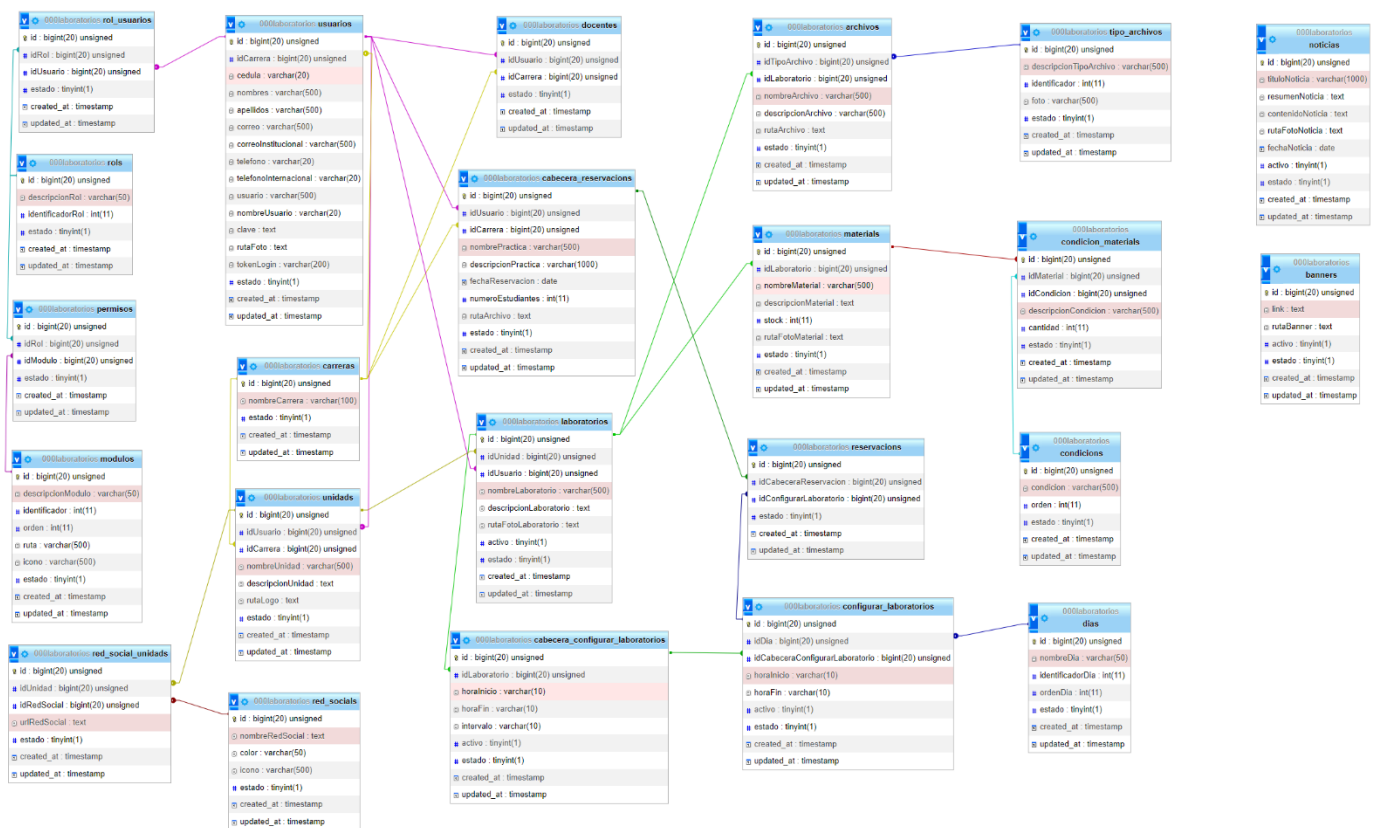 000laboratorios rol_usuarios
id : bigint(20) unsigned
idRol : bigint(20) unsigned
idUsuario : bigint(20) unsigned
estado : tinyint(1)
created_at : timestamp
updated_at : timestamp
000laboratorios rols
id : bigint(20) unsigned
descripcionRol : varchar(50)
identificadorRol : int(11)
estado : tinyint(1)
created_at : timestamp
updated_at : timestamp
000laboratorios permisos
id : bigint(20) unsigned
idRol : bigint(20) unsigned
idModulo : bigint(20) unsigned
estado : tinyint(1)
created_at : timestamp
updated_at : timestamp
000laboratorios modulos
id : bigint(20) unsigned
descripcionModulo : varchar(50)
identificador : int(11)
orden : int(11)
ruta : varchar(500)
icono : varchar(500)
estado : tinyint(1)
created_at : timestamp
updated_at : timestamp
000laboratorios red_social_unidads
id : bigint(20) unsigned
idUnidad : bigint(20) unsigned
idRedSocial : bigint(20) unsigned
urlRedSocial : text
estado : tinyint(1)
created_at : timestamp
updated_at : timestamp
000laboratorios usuarios
id : bigint(20) unsigned
idCarrera : bigint(20) unsigned
cedula : varchar(20)
nombres : varchar(500)
apellidos : varchar(500)
correo : varchar(500)
correoInstitucional : varchar(500)
telefono : varchar(20)
telefonoInternacional : varchar(20)
usuario : varchar(500)
nombreUsuario : varchar(20)
clave : text
rutaFoto : text
tokenLogin : varchar(200)
estado : tinyint(1)
created_at : timestamp
updated_at : timestamp
000laboratorios carreras
id : bigint(20) unsigned
nombreCarrera : varchar(100)
estado : tinyint(1)
created_at : timestamp
updated_at : timestamp
000laboratorios unidads
id : bigint(20) unsigned
idUsuario : bigint(20) unsigned
idCarrera : bigint(20) unsigned
nombreUnidad : varchar(500)
descripcionUnidad : text
rutaLogo : text
estado : tinyint(1)
created_at : timestamp
updated_at : timestamp
000laboratorios red_socials
id : bigint(20) unsigned
nombreRedSocial : text
color : varchar(50)
icono : varchar(500)
estado : tinyint(1)
created_at : timestamp
updated_at : timestamp
000laboratorios docentes
id : bigint(20) unsigned
idUsuario : bigint(20) unsigned
idCarrera : bigint(20) unsigned
estado : tinyint(1)
created_at : timestamp
updated_at : timestamp
000laboratorios cabecera_reservacions
id : bigint(20) unsigned
idUsuario : bigint(20) unsigned
idCarrera : bigint(20) unsigned
nombrePractica : varchar(500)
descripcionPractica : varchar(1000)
fechaReservacion : date
numeroEstudiantes : int(11)
rutaArchivo : text
estado : tinyint(1)
created_at : timestamp
updated_at : timestamp
000laboratorios laboratorios
id : bigint(20) unsigned
idUnidad : bigint(20) unsigned
idUsuario : bigint(20) unsigned
nombreLaboratorio : varchar(500)
descripcionLaboratorio : text
rutaFotoLaboratorio : text
activo : tinyint(1)
estado : tinyint(1)
created_at : timestamp
updated_at : timestamp
000laboratorios cabecera_configurar_laboratorios
id : bigint(20) unsigned
idLaboratorio : bigint(20) unsigned
horaInicio : varchar(10)
horaFin : varchar(10)
intervalo : varchar(10)
activo : tinyint(1)
estado : tinyint(1)
created_at : timestamp
updated_at : timestamp
000laboratorios archivos
id : bigint(20) unsigned
idTipoArchivo : bigint(20) unsigned
idLaboratorio : bigint(20) unsigned
nombreArchivo : varchar(500)
descripcionArchivo : varchar(500)
rutaArchivo : text
estado : tinyint(1)
created_at : timestamp
updated_at : timestamp
000laboratorios materials
id : bigint(20) unsigned
idLaboratorio : bigint(20) unsigned
nombreMaterial : varchar(500)
descripcionMaterial : text
stock : int(11)
rutaFotoMaterial : text
estado : tinyint(1)
created_at : timestamp
updated_at : timestamp
000laboratorios reservacions
id : bigint(20) unsigned
idCabeceraReservacion : bigint(20) unsigned
idConfigurarLaboratorio : bigint(20) unsigned
estado : tinyint(1)
created_at : timestamp
updated_at : timestamp
000laboratorios configurar_laboratorios
id : bigint(20) unsigned
idDia : bigint(20) unsigned
idCabeceraConfigurarLaboratorio : bigint(20) unsigned
horaInicio : varchar(10)
horaFin : varchar(10)
activo : tinyint(1)
estado : tinyint(1)
created_at : timestamp
updated_at : timestamp
000laboratorios tipo_archivos
id : bigint(20) unsigned
descripcionTipoArchivo : varchar(500)
identificador : int(11)
foto : varchar(500)
estado : tinyint(1)
created_at : timestamp
updated_at : timestamp
000laboratorios
condicion_materials
id : bigint(20) unsigned
idMaterial : bigint(20) unsigned
idCondicion : bigint(20) unsigned
descripcionCondicion : varchar(500)
cantidad : int(11)
estado : tinyint(1)
created_at : timestamp
updated_at : timestamp
000laboratorios
condicions
id : bigint(20) unsigned
condicion : varchar(500)
orden : int(11)
estado : tinyint(1)
created_at : timestamp
updated_at : timestamp
000laboratorios
dias
id : bigint(20) unsigned
nombreDia : varchar(50)
identificadorDia : int(11)
ordenDia : int(11)
estado : tinyint(1)
created_at : timestamp
updated_at : timestamp
000laboratorios
noticias
id : bigint(20) unsigned
tituloNoticia : varchar(1000)
resumenNoticia : text
contenidoNoticia : text
rutaFotoNoticia : text
fechaNoticia : date
activo : tinyint(1)
estado : tinyint(1)
created_at : timestamp
updated_at : timestamp
000laboratorios
banners
id : bigint(20) unsigned
link : text
rutaBanner : text
activo : tinyint(1)
estado : tinyint(1)
created_at : timestamp
updated_at : timestamp